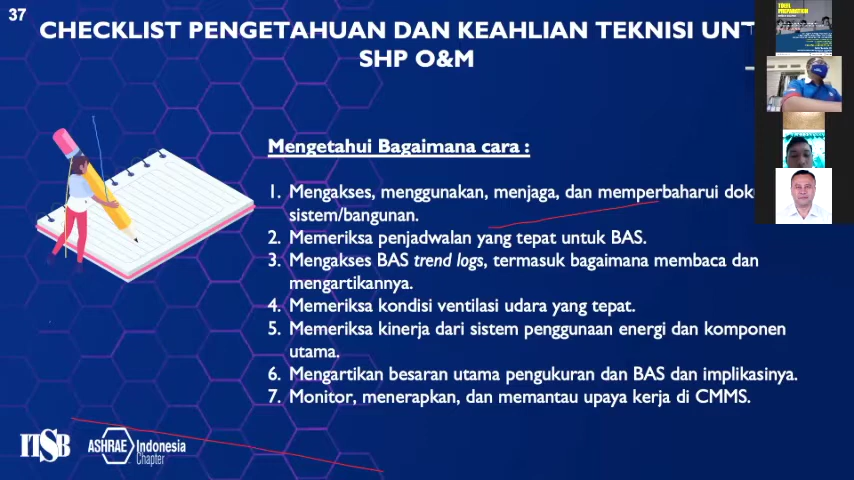 37
CHECKLIST PENGETAHUAN DAN KEAHLIAN TEKNISI UNT
SHP O&M
TOEFL
PREPARATION
Mengetahui Bagaimana cara :
1. Mengakses, menggunakan, menjaga, dan memperbaharui dok
sistem/bangunan.
2. Memeriksa penjadwalan yang tepat untuk BAS.
3. Mengakses BAS trend logs, termasuk bagaimana membaca dan
mengartikannya.
4. Memeriksa kondisi ventilasi udara yang tepat.
5. Memeriksa kinerja dari sistem penggunaan energi dan komponen
utama.
6. Mengartikan besaran utama pengukuran dan BAS dan implikasinya.
7. Monitor, menerapkan, dan memantau upaya kerja di CMMS.
ITSB
ASHRAE Indonesia
Chapter